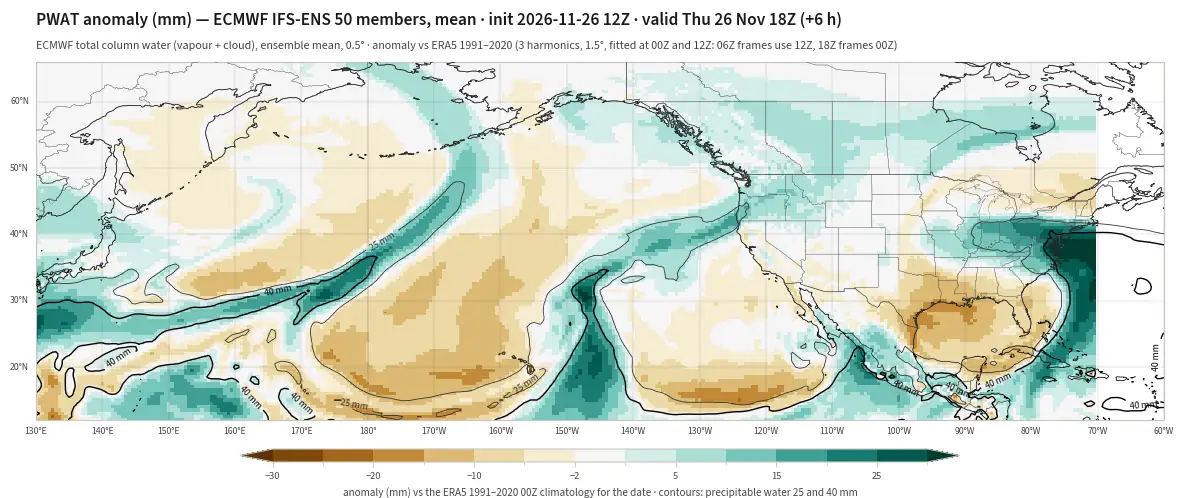 PWAT anomaly (mm) — ECMWF IFS-ENS 50 members, mean · init 2026-11-26 12Z · valid Thu 26 Nov 18Z (+6 h)
ECMWF total column water (vapour + cloud), ensemble mean, 0.5° · anomaly vs ERA5 1991–2020 (3 harmonics, 1.5°, fitted at 00Z and 12Z: 06Z frames use 12Z, 18Z frames 00Z)
60°N
50°N
40°N
25 mm
30°N
40 mm
20°N
40 mm
40 mm
40 mm
40 mm
25 mm
25 mm
40 mm
40 mm
40 mm
40 mm
130°E 140°E 150°E 160°E 170°E 180° 170°W 160°W 150°W 140°W 130°W 120°W 110°W 100°W 90°W 80°W 70°W 60°W
−30 −20 −10 −2 5 15 25
anomaly (mm) vs the ERA5 1991–2020 00Z climatology for the date · contours: precipitable water 25 and 40 mm